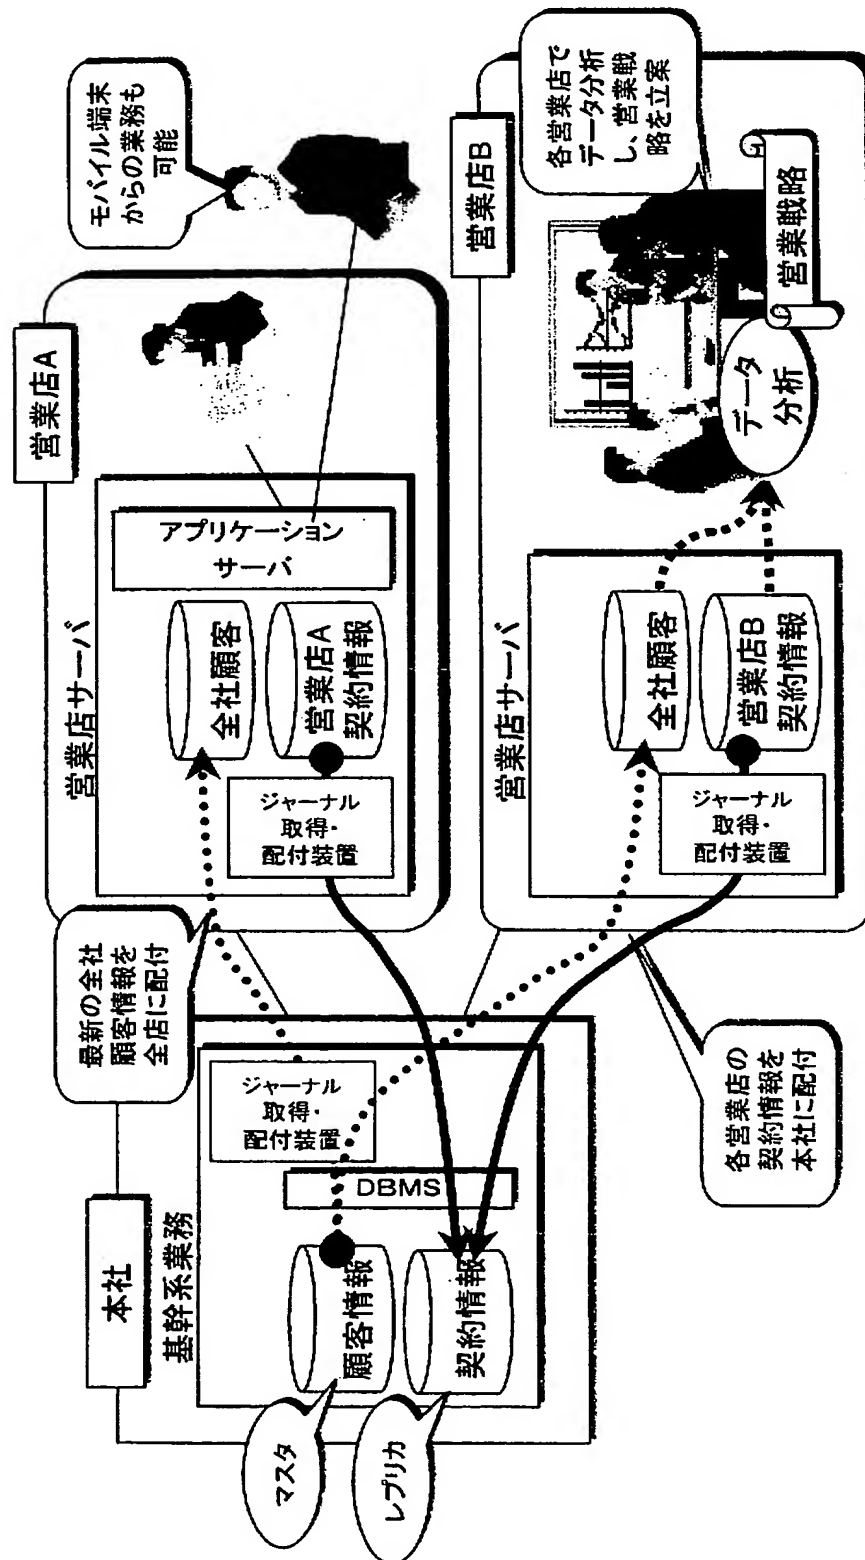 本社
基幹系業務
マスタ
顧客情報
レプリカ
契約情報
DBMS
ジャーナル
取得・
配付装置
最新の全社
顧客情報を
全店に配付
各営業店の
契約情報を
本社に配付
営業店A
営業店サーバ
ジャーナル
取得・
配付装置
全社顧客
営業店A
契約情報
アプリケーション
サーバ
モバイル端末
からの業務も
可能
営業店B
営業店サーバ
ジャーナル
取得・
配付装置
全社顧客
営業店B
契約情報
データ
分析
営業戦略
各営業店で
データ分析
し、営業戦
略を立案